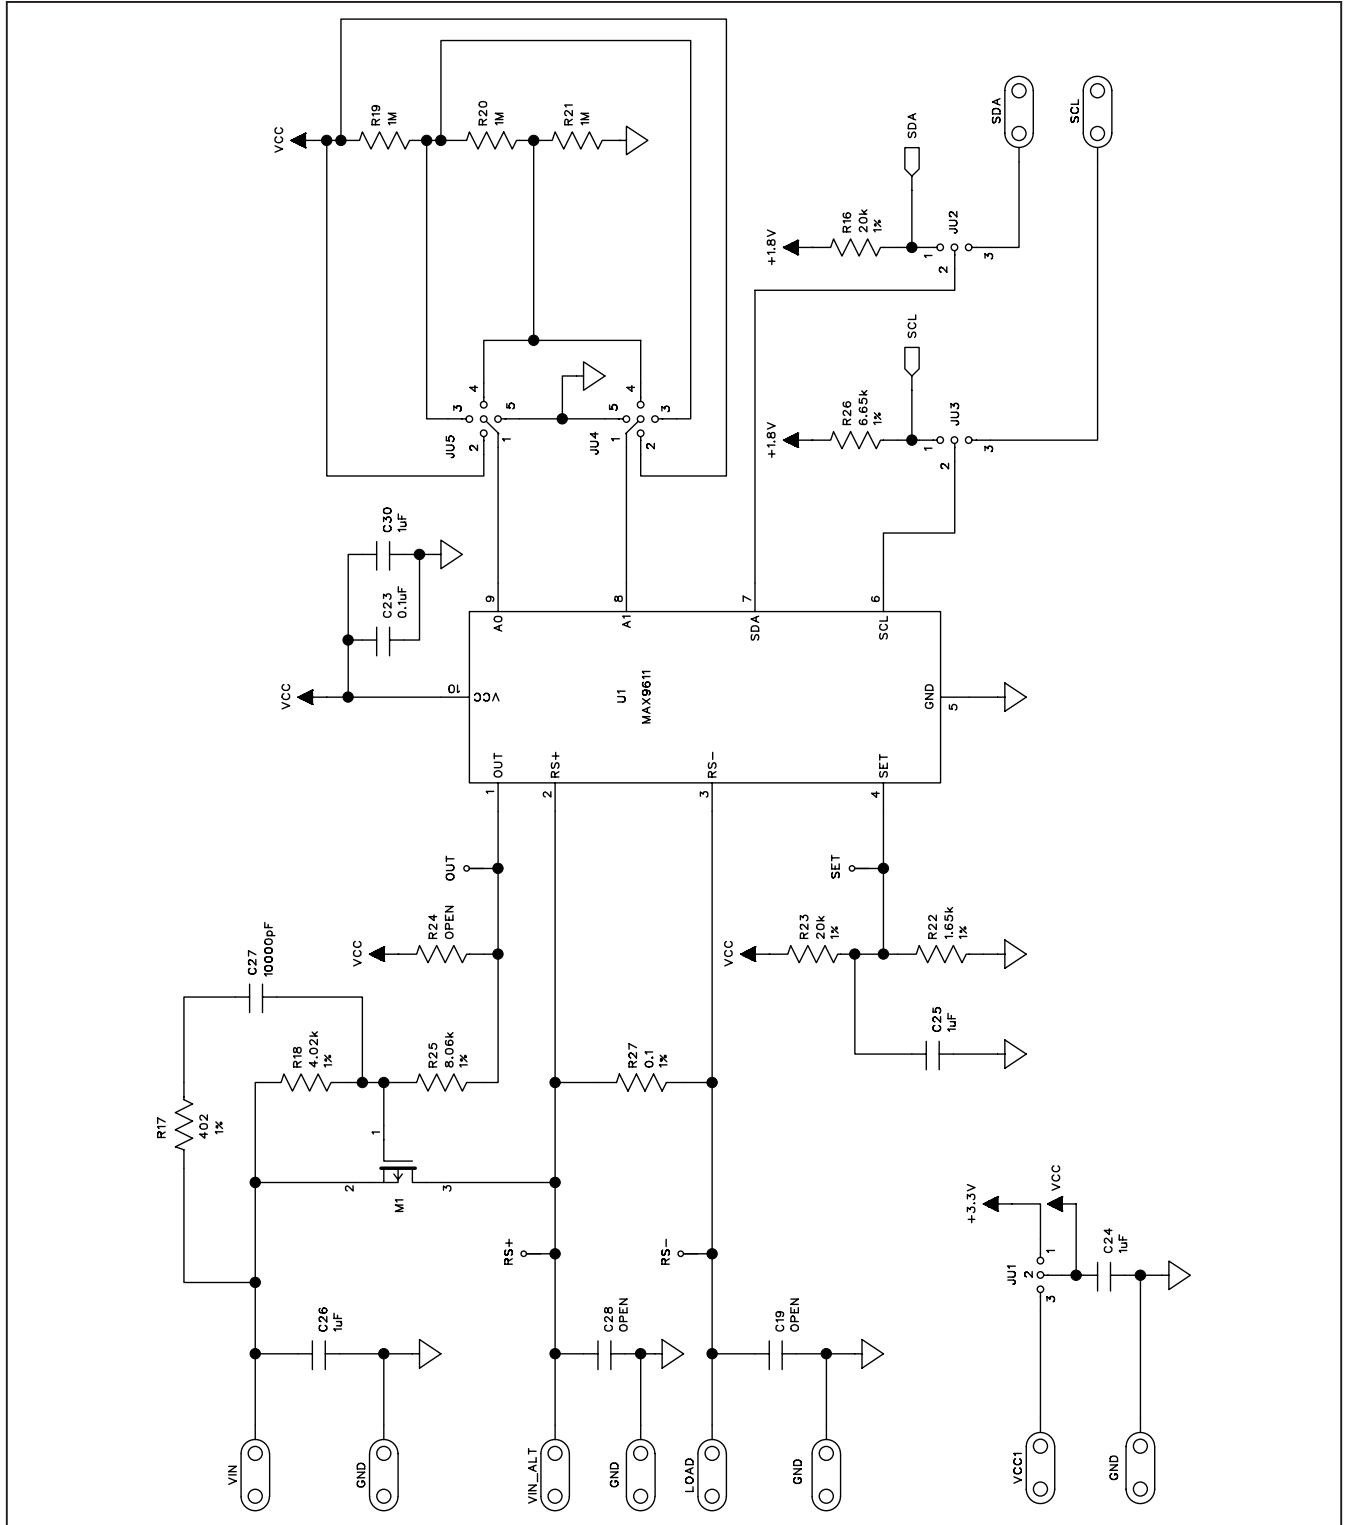 VCC
R19
1M
R20
1M
R21
1M
SDA
SCL
SDA
+1.8V
R16
20k
1%
JU2
1
2
3
SCL
+1.8V
R26
6.65k
1%
JU3
1
2
3
JU5
3
4
5
2
1
JU4
5
4
3
1
2
C30
1uF
C23
0.1uF
VCC
10
VCC
9
A0
8
A1
7
SDA
6
SCL
U1
MAX9611
GND
5
OUT
1
RS+
2
RS-
3
SET
4
OUT
SET
VCC
R24
OPEN
C27
10000pF
R18
4.02k
1%
R25
8.06k
1%
R17
402
1%
1
2
3
M1
R27
0.1
1%
VCC
R23
20k
1%
R22
1.65k
1%
C25
1uF
RS+
RS-
+3.3V
VCC
JU1
1
2
3
C24
1uF
C26
1uF
C28
OPEN
C19
OPEN
VIN
GND
VIN_ALT
GND
LOAD
GND
VCC1
GND